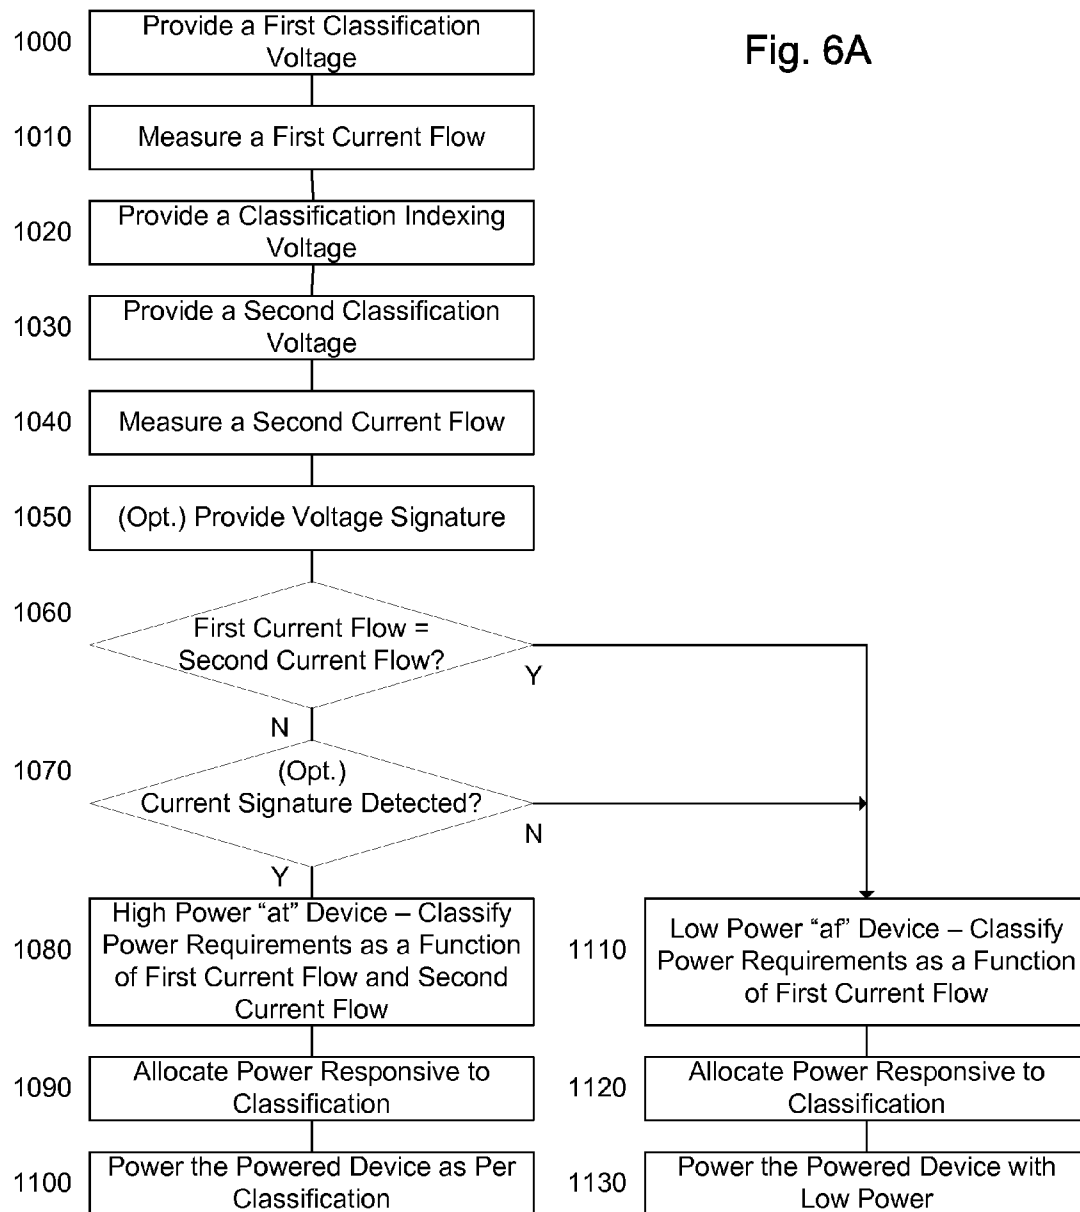 Fig. 6A
1000
Provide a First Classification
Voltage
1010
Measure a First Current Flow
1020
Provide a Classification Indexing
Voltage
1030
Provide a Second Classification
Voltage
1040
Measure a Second Current Flow
1050
(Opt.) Provide Voltage Signature
1060
First Current Flow =
Second Current Flow?
Y
N
1070
(Opt.)
Current Signature Detected?
N
Y
1080
High Power “at” Device – Classify
Power Requirements as a Function
of First Current Flow and Second
Current Flow
1110
Low Power “af” Device – Classify
Power Requirements as a Function
of First Current Flow
1090
Allocate Power Responsive to
Classification
1120
Allocate Power Responsive to
Classification
1100
Power the Powered Device as Per
Classification
1130
Power the Powered Device with
Low Power